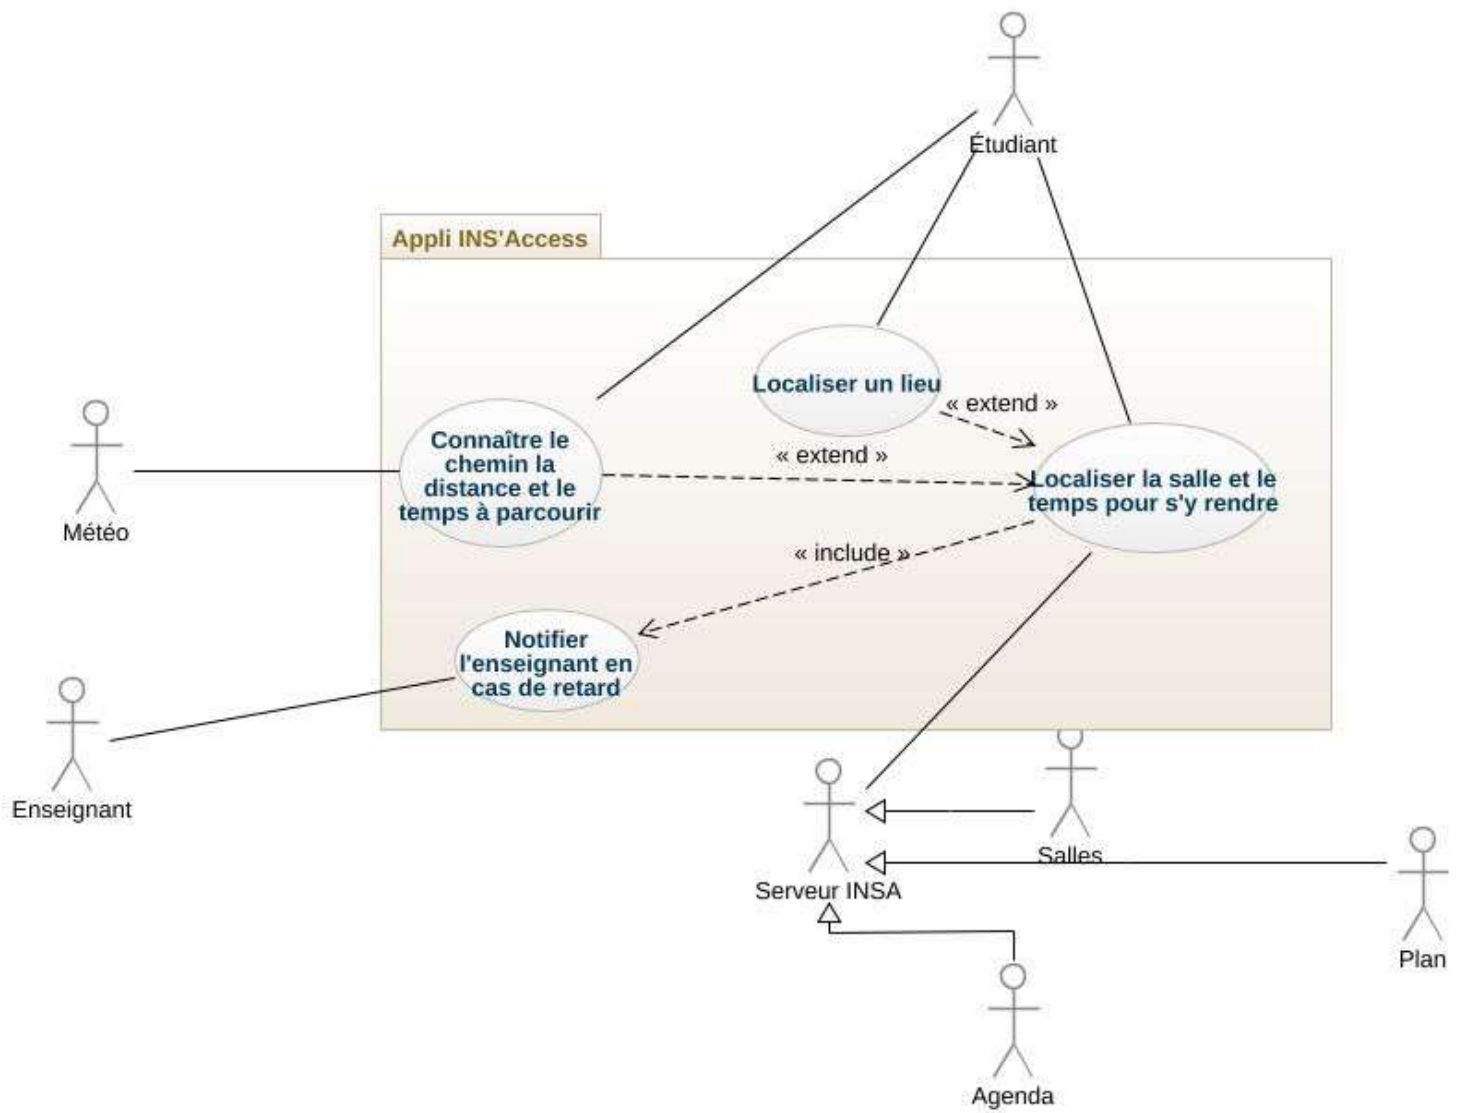 Étudiant
Appli INS'Access
Localiser un lieu
« extend »
Connaître le
chemin la
distance et le
temps à parcourir
« extend »
Localiser la salle et le
temps pour s'y rendre
Météo
« include »
Notifier
l'enseignant en
cas de retard
Enseignant
Salles
Serveur INSA
Plan
Agenda